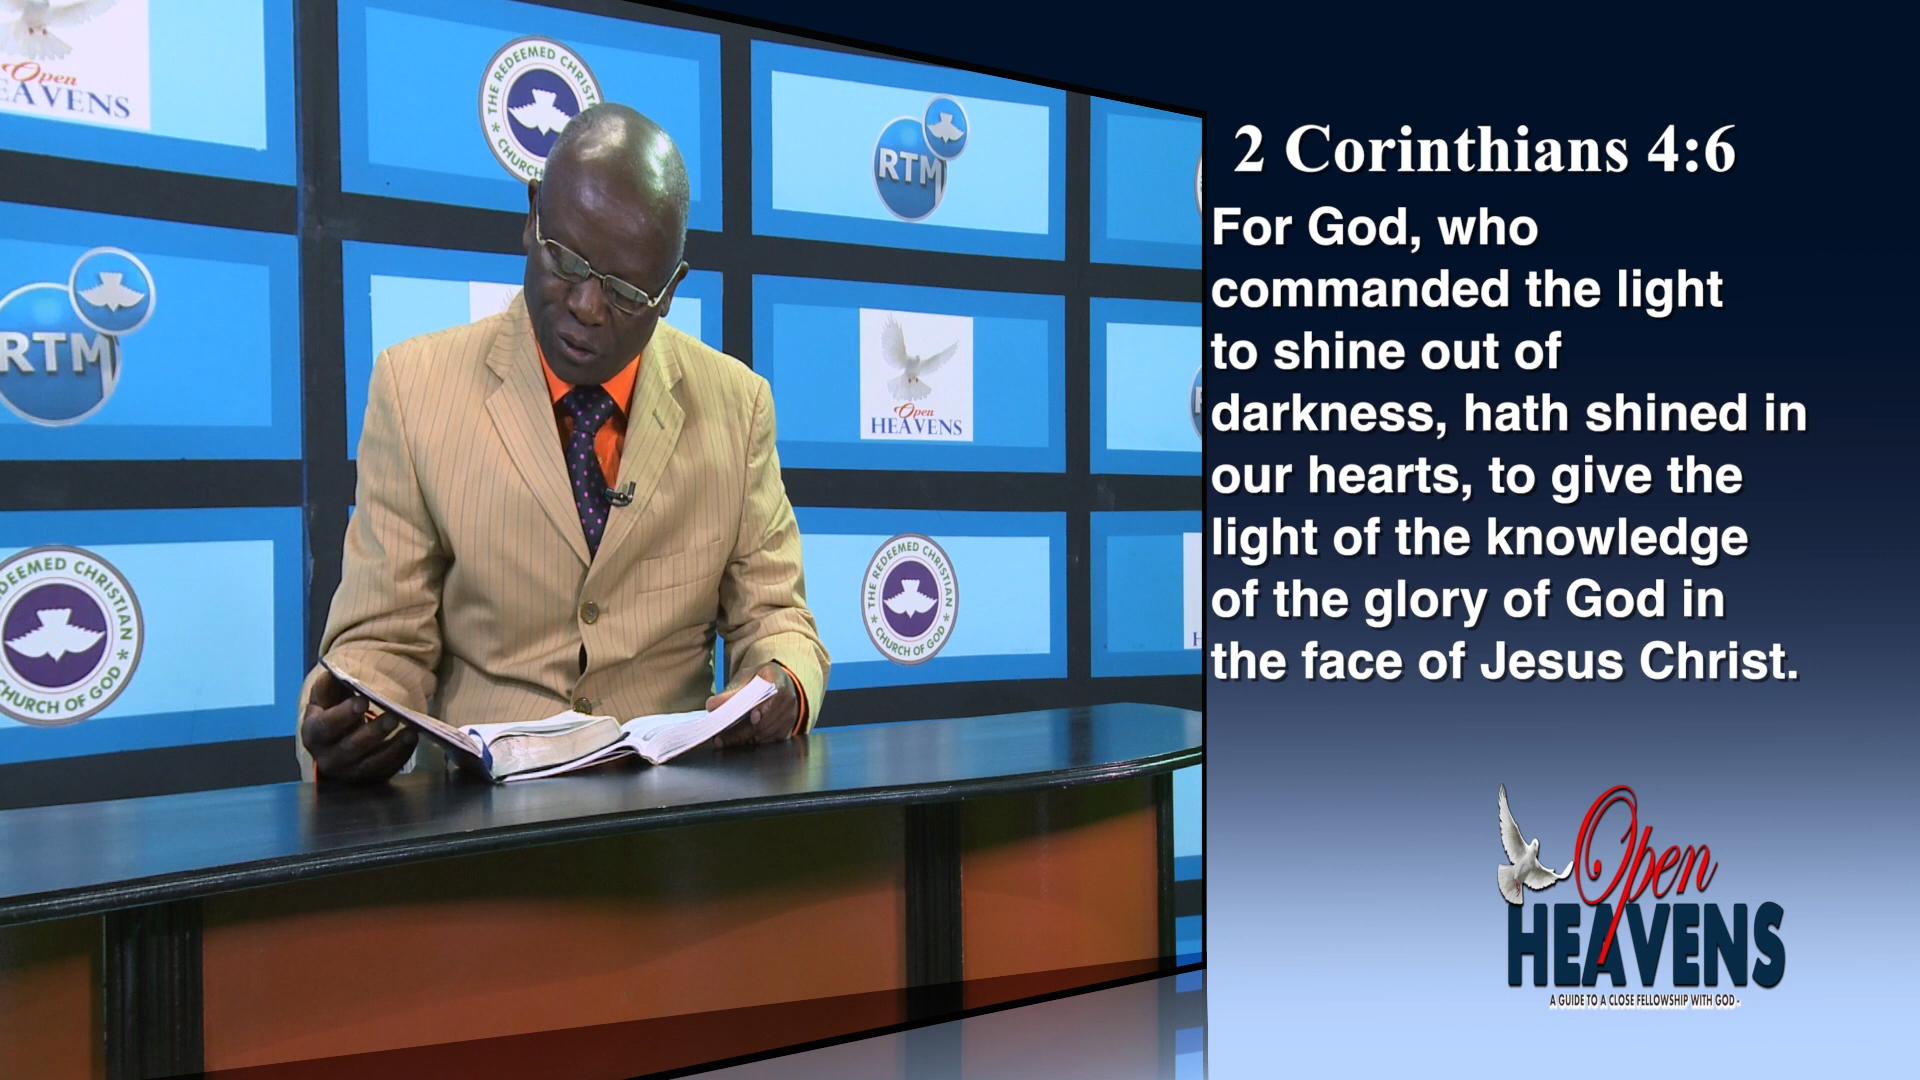 2 Corinthians 4:6
For God, who
commanded the light
to shine out of
darkness, hath shined in
our hearts, to give the
light of the knowledge
of the glory of God in
the face of Jesus Christ.
Open
HEAVENS
A GUIDE TO A CLOSE FELLOWSHIP WITH GOD -
Open
EAVENS
THE REDEEMED CHRISTI
CHURCH
RTM
RTM
Open
HEAVENS
DEEMED CHRISTIAN
CHURCH OF GOD
THE REDEEMED CHRISTIAN
CHURCH OF GOD